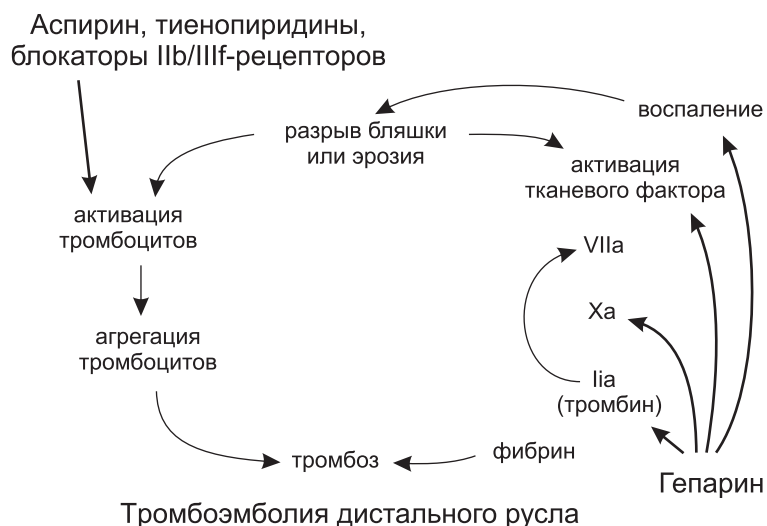 Аспирин, тиенопиридины,
блокаторы IIb/IIIf-рецепторов
воспаление
разрыв бляшки
или эрозия
активация
тканевого фактора
активация
тромбоцитов
VIIa
Xa
агрегация
тромбоцитов
Iia
(тромбин)
тромбоз
фибрин
Гепарин
Тромбоэмболия дистального русла